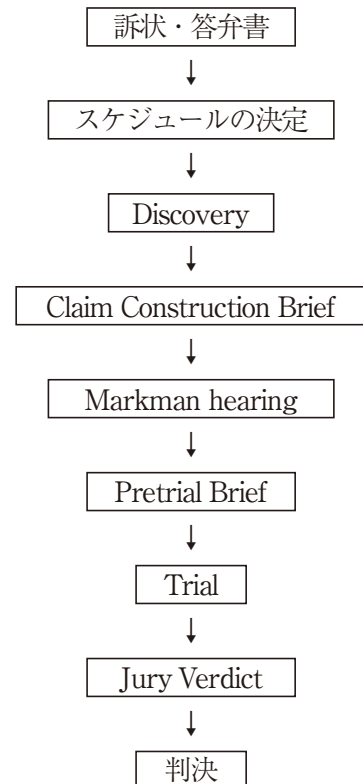 訴状・答弁書
スケジュールの決定
Discovery
Claim Construction Brief
Markman hearing
Pretrial Brief
Trial
Jury Verdict
判決